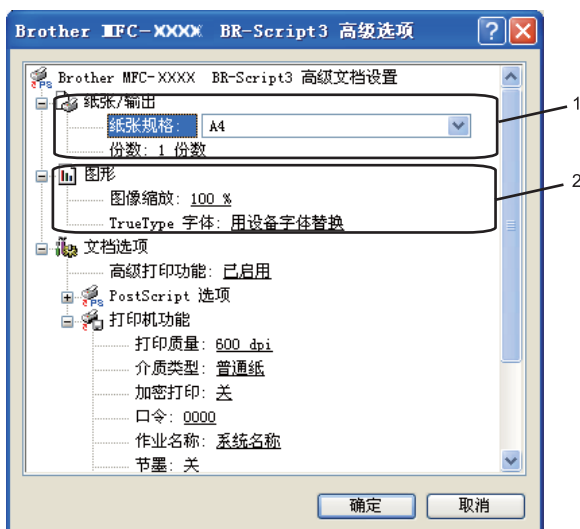 Brother MFC-XXXX BR-Script3 高级选项
Brother MFC-XXXX BR-Script3 高级文档设置
纸张/输出
纸张规格: A4
份数: 1 份数
1
图形
图像缩放: 100 %
TrueType 字体: 用设备字体替换
2
文档选项
高级打印功能: 已启用
PostScript 选项
打印机功能
打印质量: 600 dpi
介质类型: 普通纸
加密打印: 关
口令: 0000
作业名称: 系统名称
节墨: 关
确定 取消